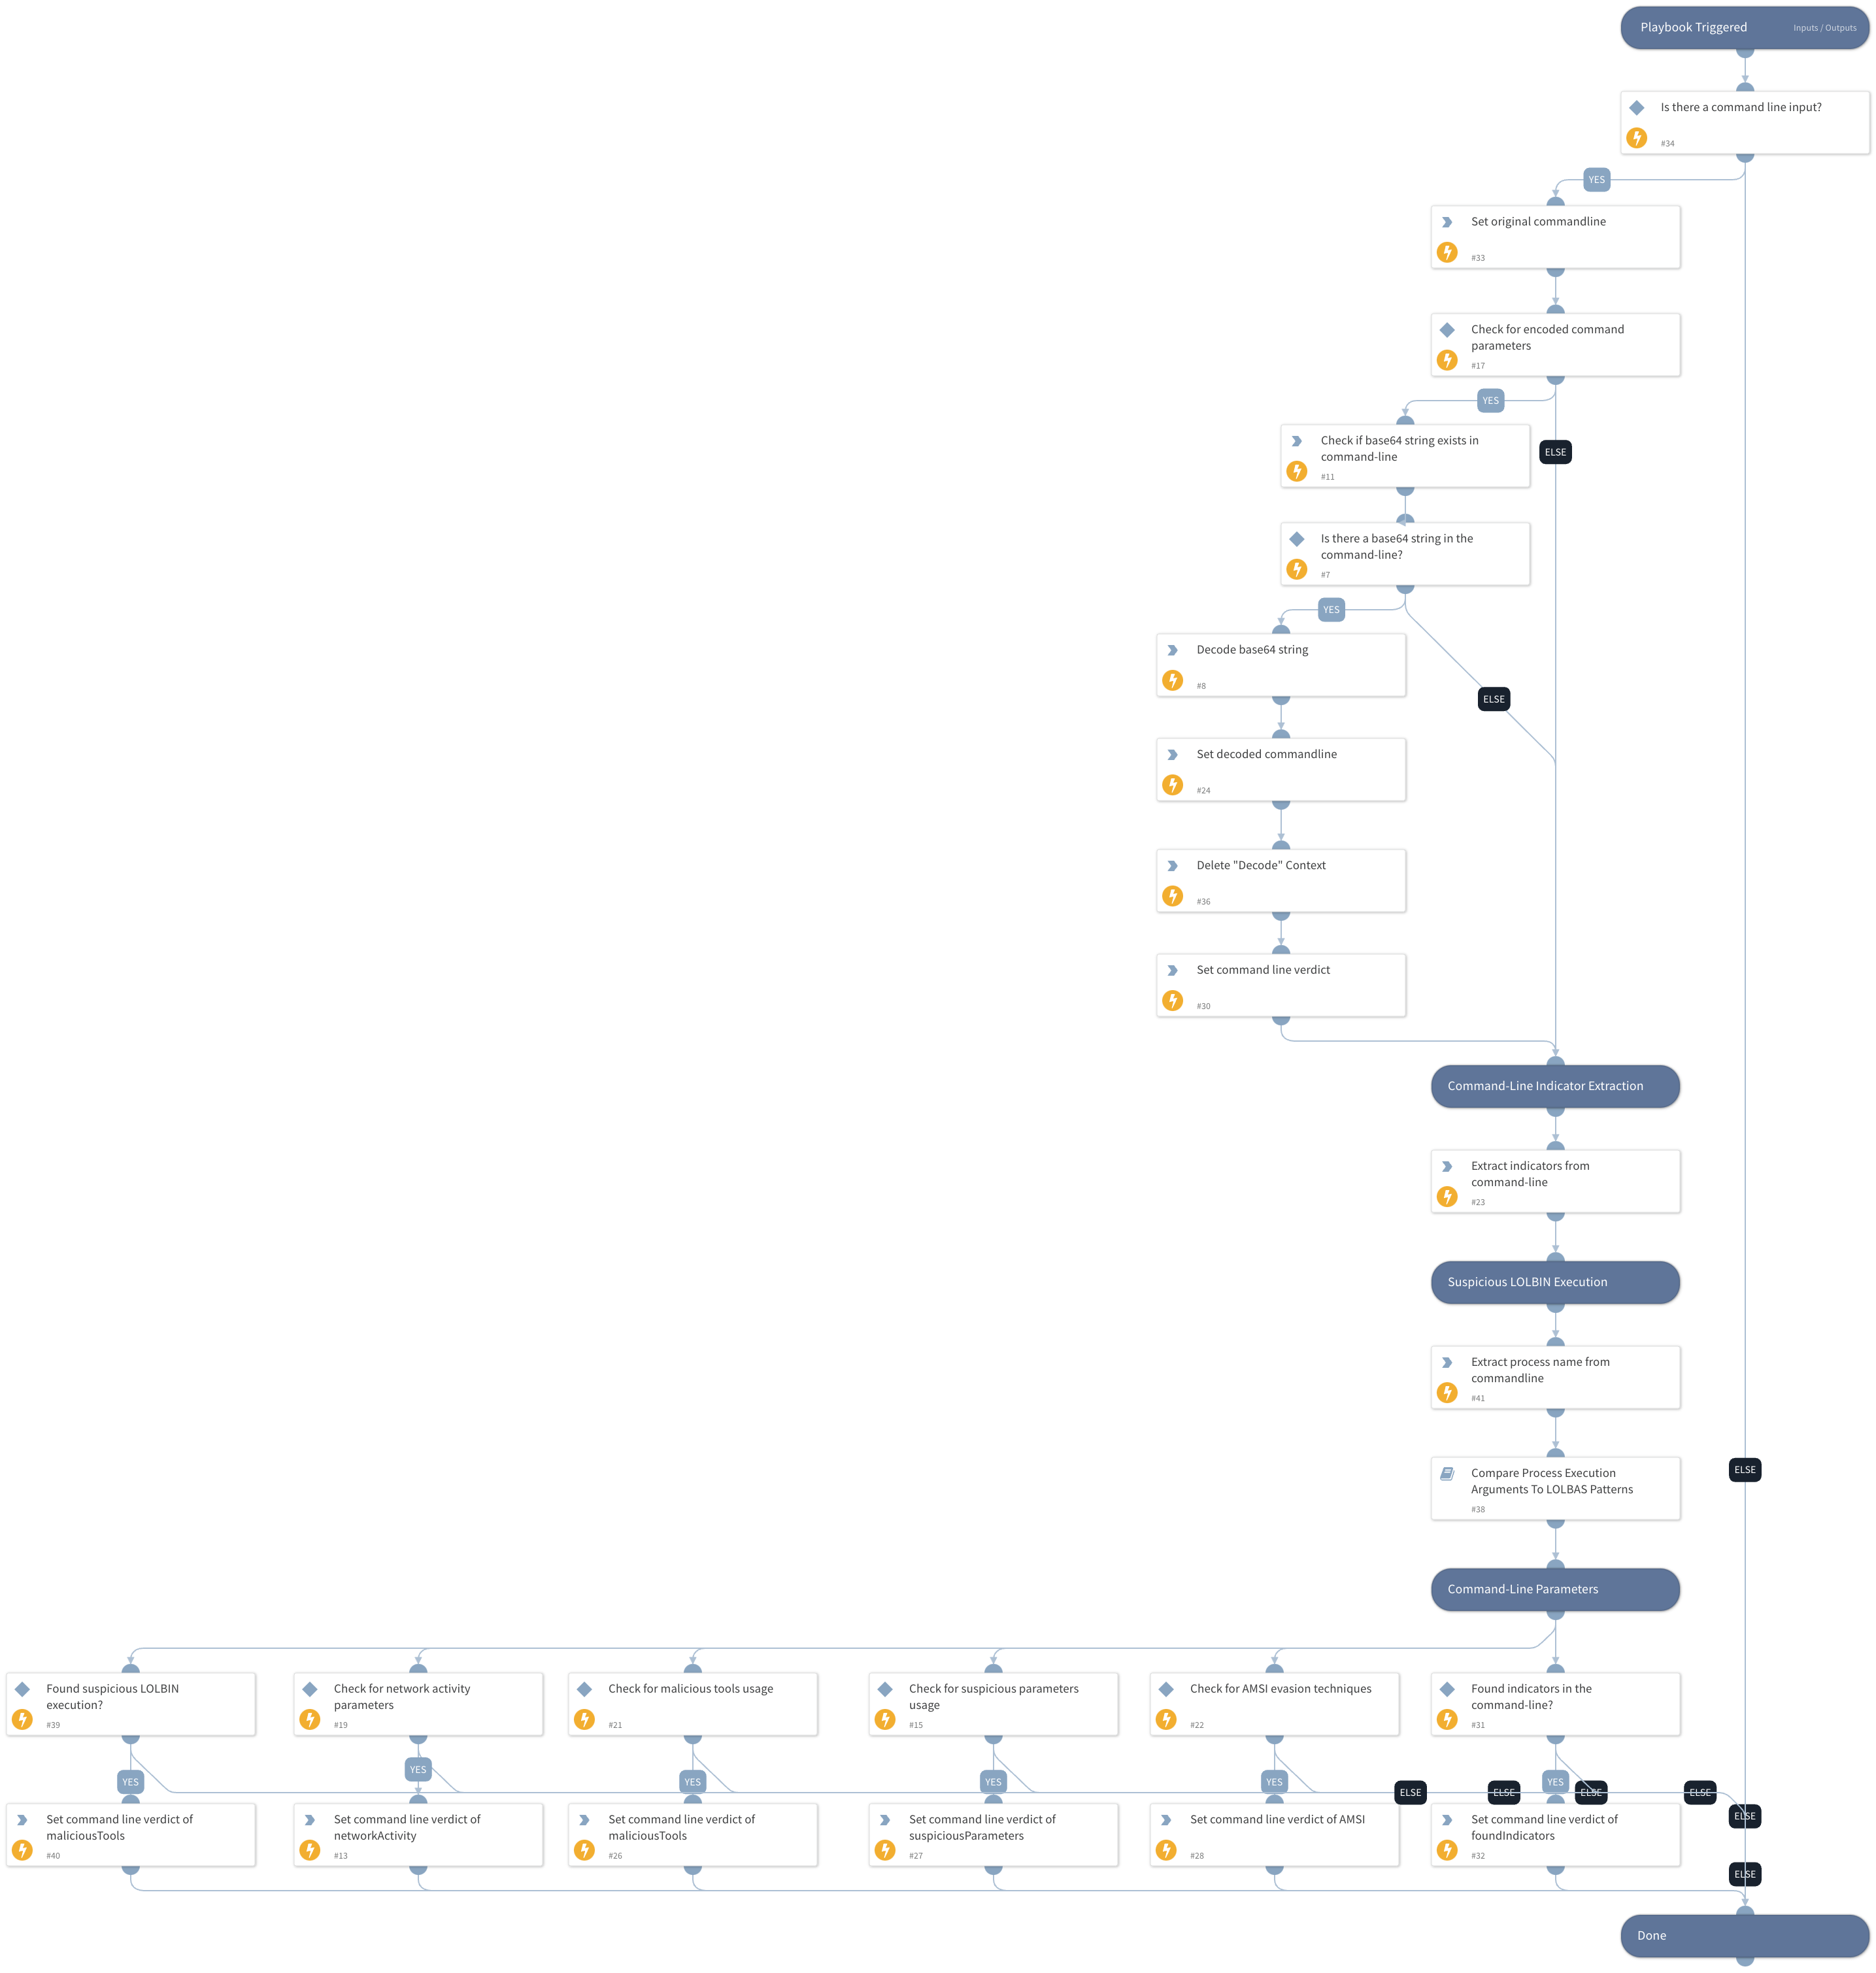 Playbook Triggered
Inputs / Outputs
Is there a command line input?
#34
YES
Set original commandline
#33
Check for encoded command
parameters
#17
YES
Check if base64 string exists in
command-line
#11
ELSE
Is there a base64 string in the
command-line?
#7
YES
Decode base64 string
#8
ELSE
Set decoded commandline
#24
Delete "Decode" Context
#36
Set command line verdict
#30
Command-Line Indicator Extraction
Extract indicators from
command-line
#23
Suspicious LOLBIN Execution
Extract process name from
commandline
#41
Compare Process Execution
Arguments To LOLBAS Patterns
#38
ELSE
Command-Line Parameters
Found suspicious LOLBIN
execution?
#39
Check for network activity
parameters
#19
Check for malicious tools usage
#21
Check for suspicious parameters
usage
#15
Check for AMSI evasion techniques
#22
Found indicators in the
command-line?
#31
YES
YES
YES
YES
YES
YES
ELSE
ELSE
ELSE
ELSE
ELSE
Set command line verdict of
maliciousTools
#40
Set command line verdict of
networkActivity
#13
Set command line verdict of
maliciousTools
#26
Set command line verdict of
suspiciousParameters
#27
Set command line verdict of AMSI
#28
Set command line verdict of
foundIndicators
#32
ELSE
Done